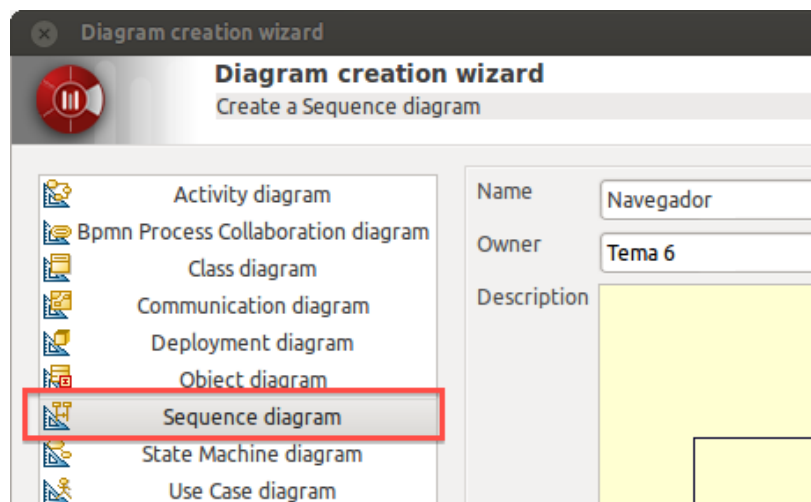 Diagram creation wizard
Diagram creation wizard
Create a Sequence diagram
Activity diagram
Bpmn Process Collaboration diagram
Class diagram
Communication diagram
Deployment diagram
Object diagram
Sequence diagram
State Machine diagram
Use Case diagram
Name
Navegador
Owner
Tema 6
Description